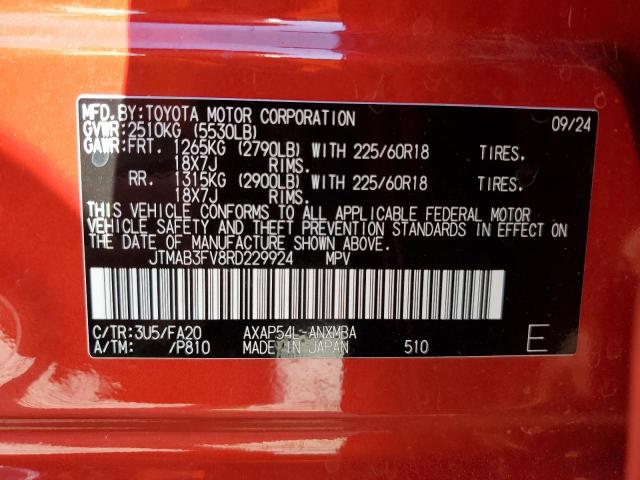 MFD.BY:TOYOTA MOTOR CORPORATION 09/24
GVWR:2510KG (5530LB)
GAWR:FRT. 1265KG (2790LB) WITH 225/60R18 TIRES.
18X7J RIMS.
RR. 1315KG (2900LB) WITH 225/60R18 TIRES.
18X7J RIMS.
THIS VEHICLE CONFORMS TO ALL APPLICABLE FEDERAL MOTOR
VEHICLE SAFETY AND THEFT PREVENTION STANDARDS IN EFFECT ON
THE DATE OF MANUFACTURE SHOWN ABOVE.
JTMAB3FV8RD229924 MPV
C/TR:3U5/FA20 AXAP54L-ANXMBA
A/TM: /P810 MADE IN JAPAN 510 E